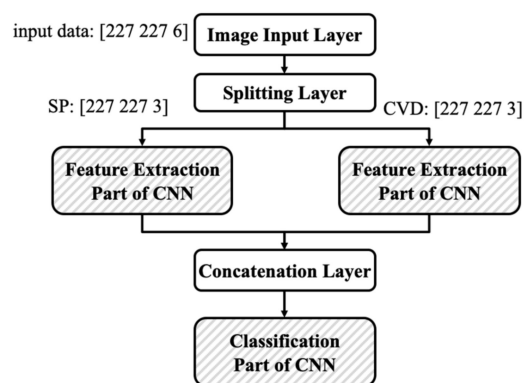 input data: [227 227 6]
Image Input Layer
Splitting Layer
SP: [227 227 3]
CVD: [227 227 3]
Feature Extraction
Part of CNN
Feature Extraction
Part of CNN
Concatenation Layer
Classification
Part of CNN